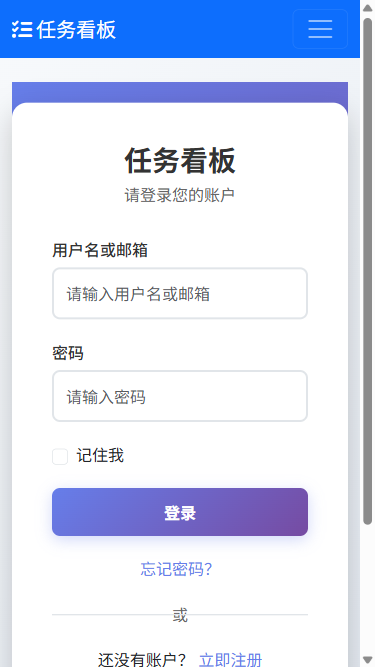 任务看板
任务看板
请登录您的账户
用户名或邮箱
请输入用户名或邮箱
密码
请输入密码
记住我
登录
忘记密码？
或
还没有账户？ 立即注册